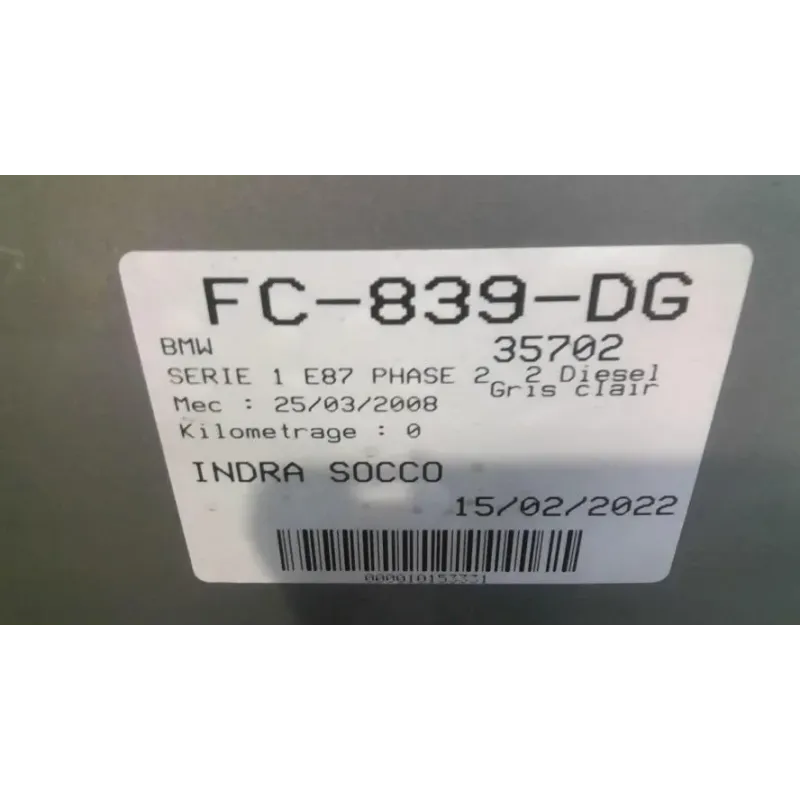 FC-839-DG
BMW 35702
SERIE 1 E87 PHASE 2 2 Diesel
Gris clair
Mec : 25/03/2008
Kilometrage : 0
INDRA SOCCO
15/02/2022
000010153331